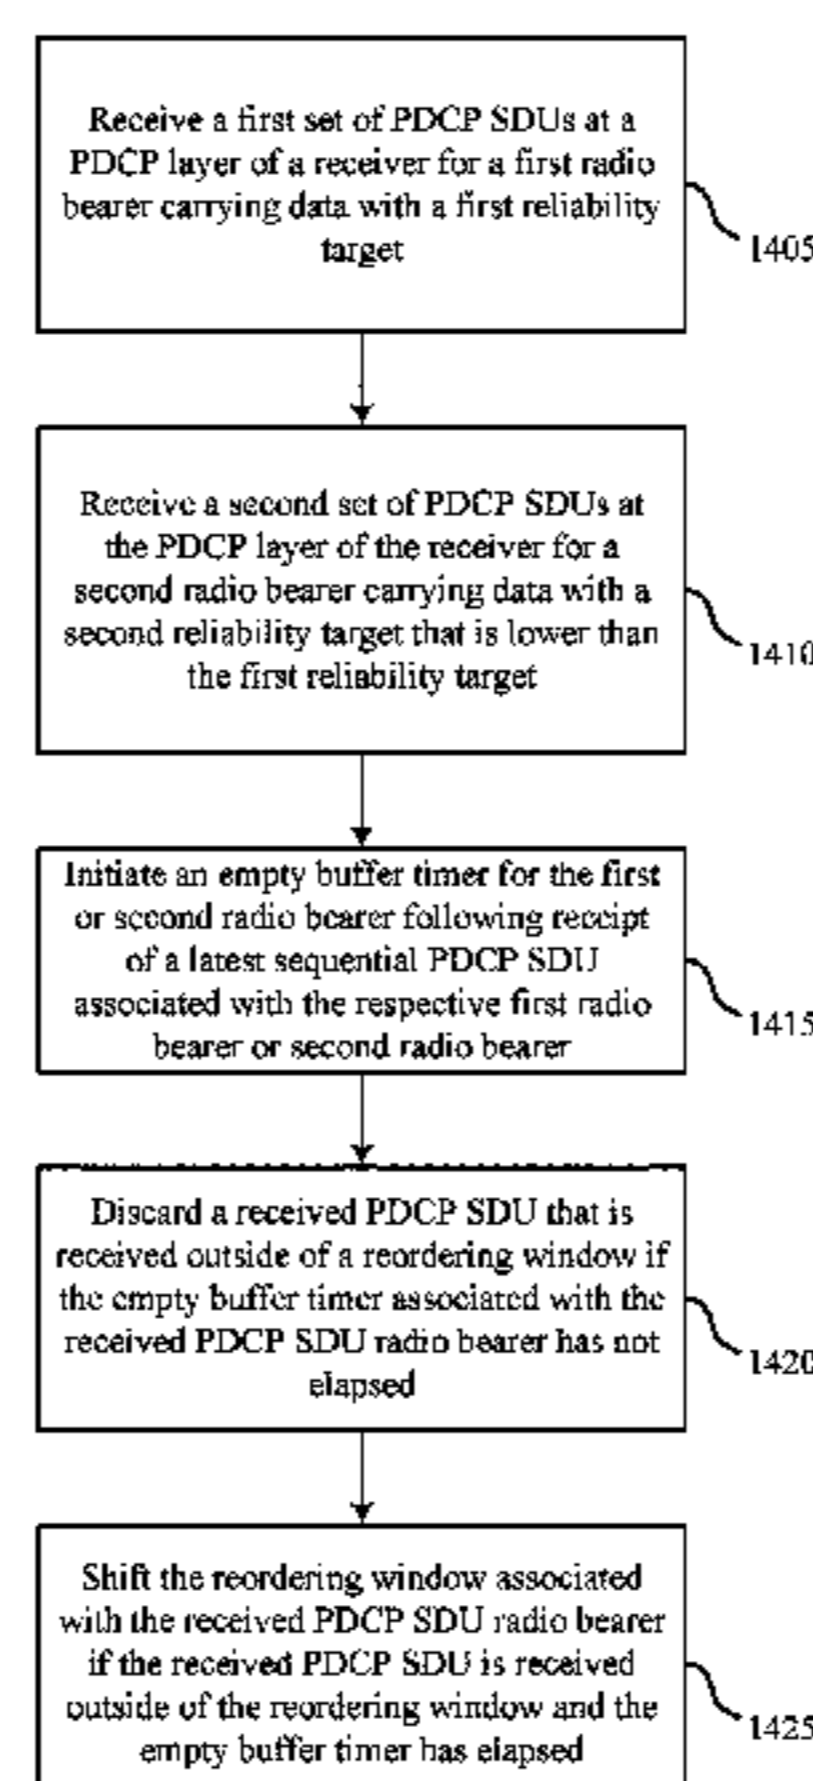 Receive a first set of PDCP SDUs at a
PDCP layer of a receiver for a first radio
bearer carrying data with a first reliability
target
1405
Receive a second set of PDCP SDUs at
the PDCP layer of the receiver for a
second radio bearer carrying data with a
second reliability target that is lower than
the first reliability target
1410
Initiate an empty buffer timer for the first
or second radio bearer following receipt
of a latest sequential PDCP SDU
associated with the respective first radio
bearer or second radio bearer
1415
Discard a received PDCP SDU that is
received outside of a reordering window if
the empty buffer timer associated with the
received PDCP SDU radio bearer has not
elapsed
1420
Shift the reordering window associated
with the received PDCP SDU radio bearer
if the received PDCP SDU is received
outside of the reordering window and the
empty buffer timer has elapsed
1425